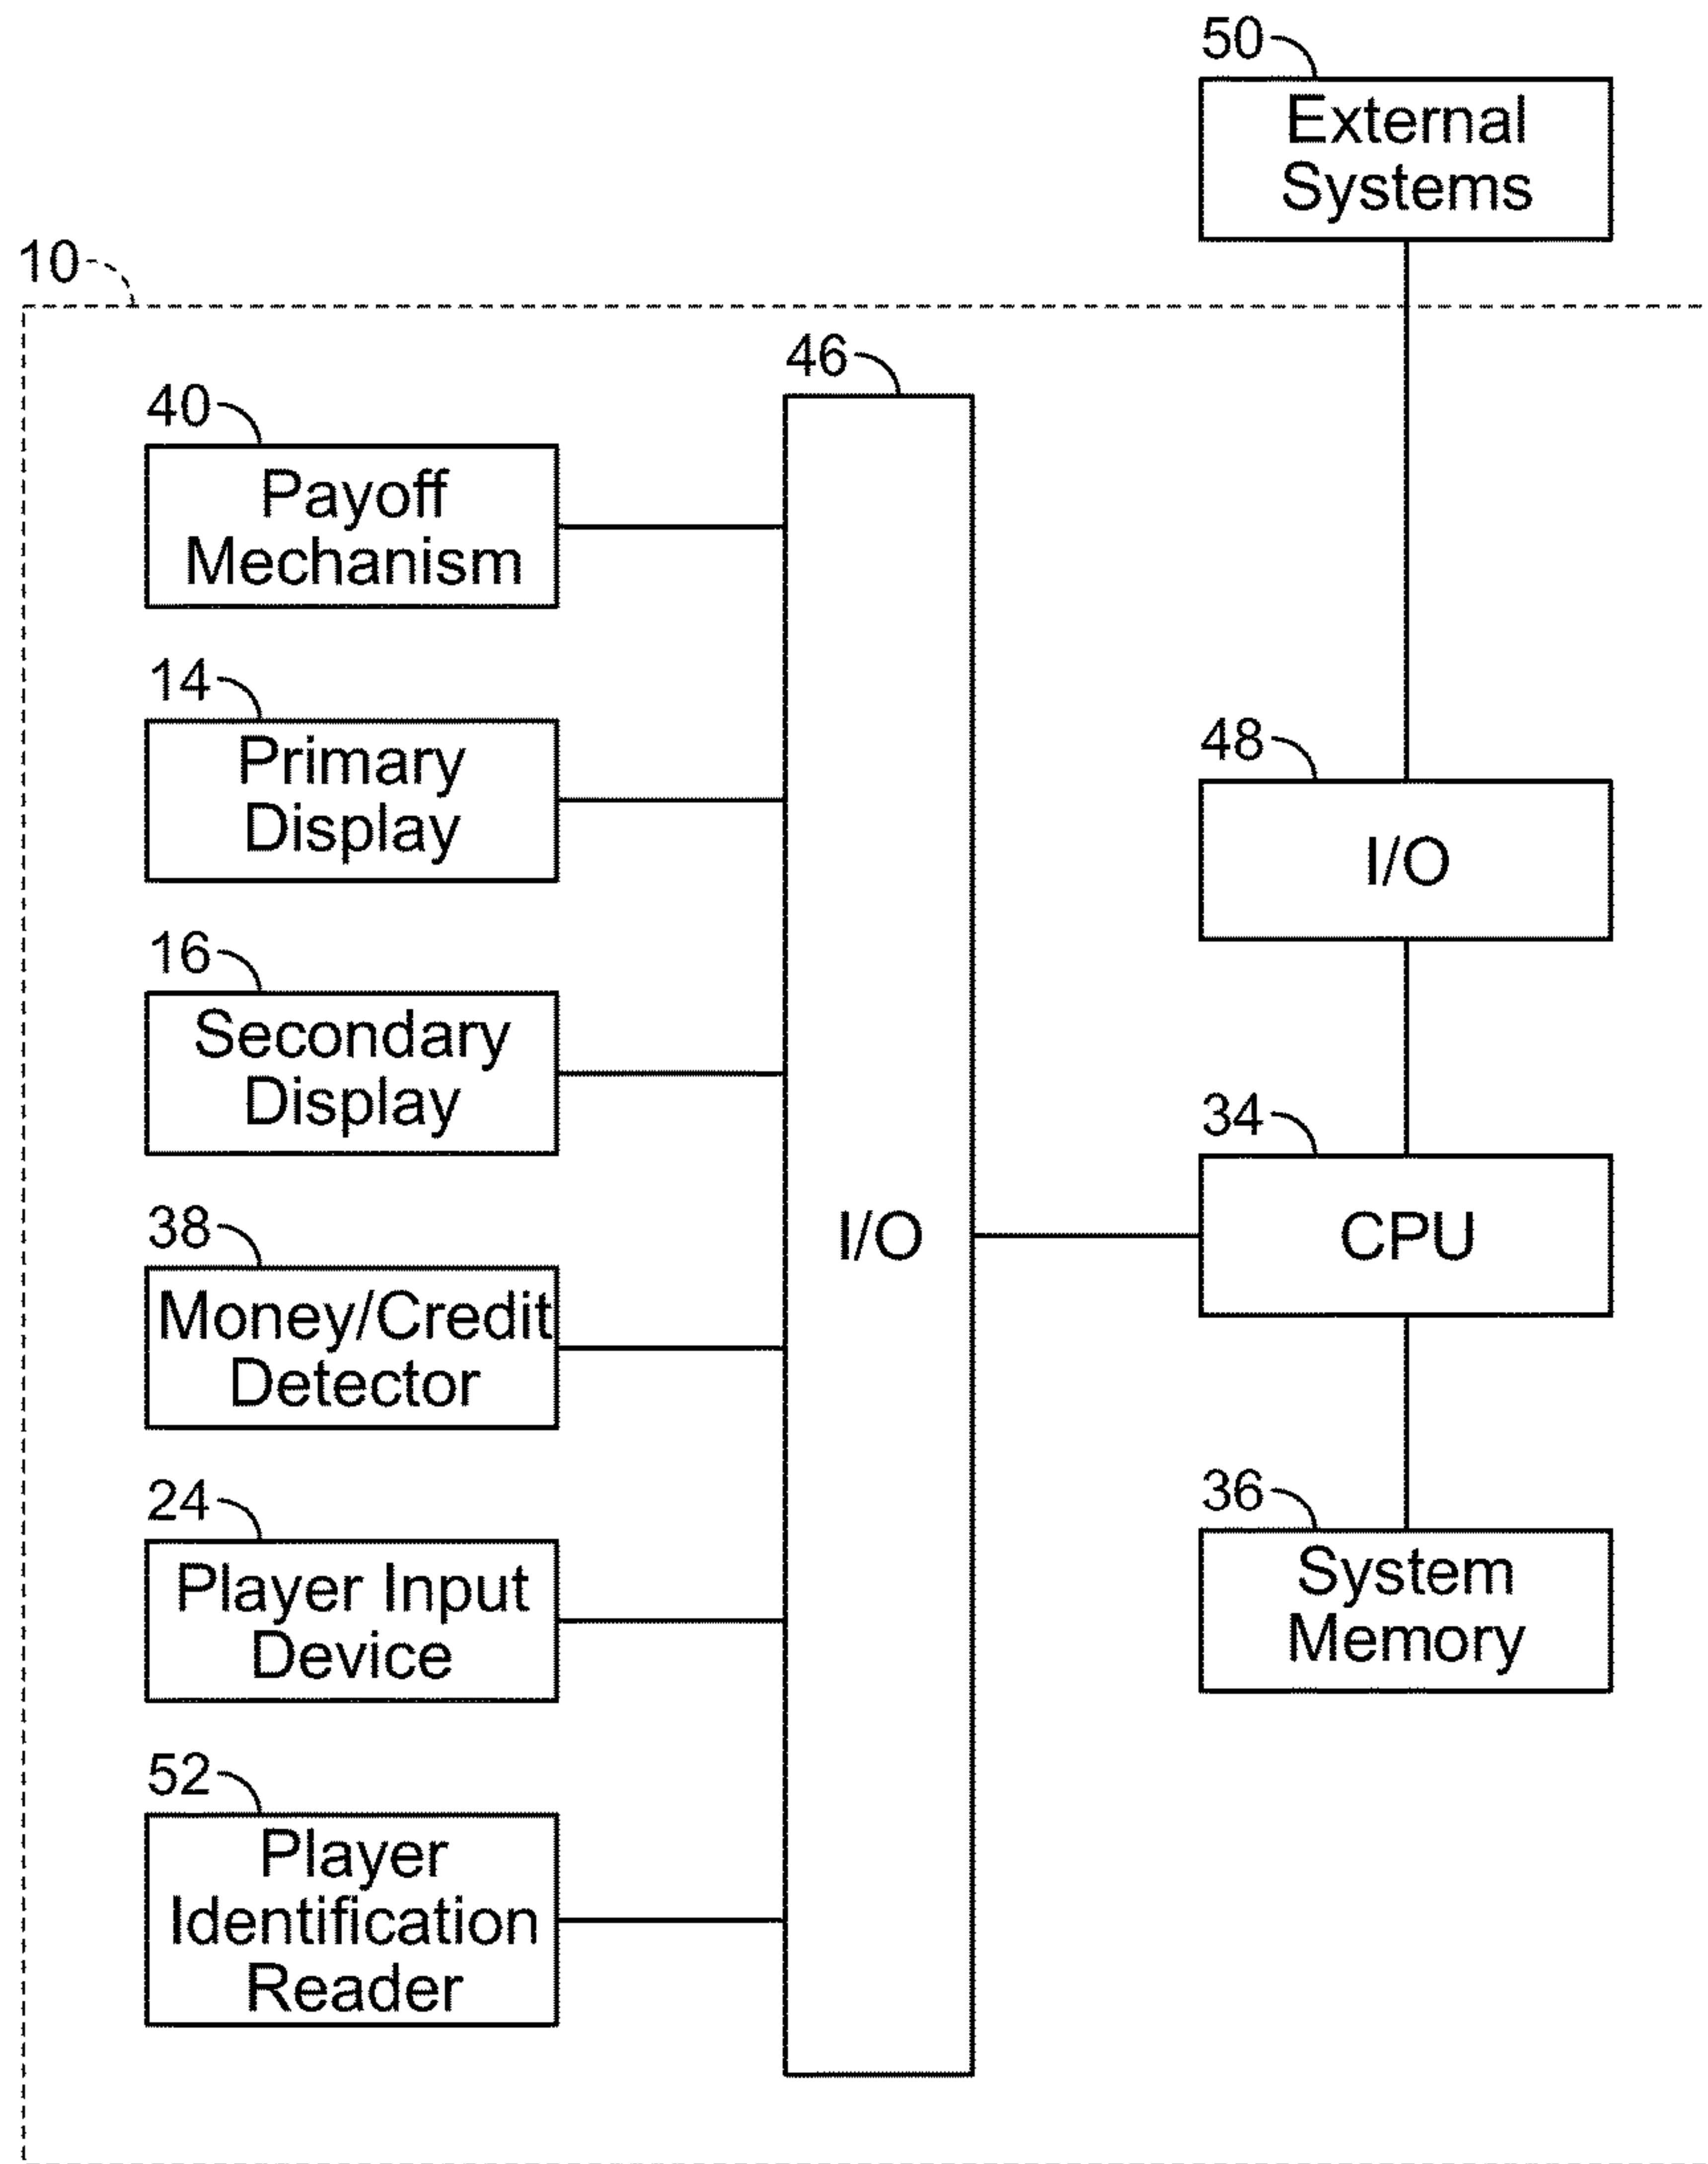 50
External
Systems
10
46
40
Payoff
Mechanism
14
Primary
Display
48
I/O
16
Secondary
Display
34
CPU
38
Money/Credit
Detector
I/O
24
Player Input
Device
36
System
Memory
52
Player
Identification
Reader